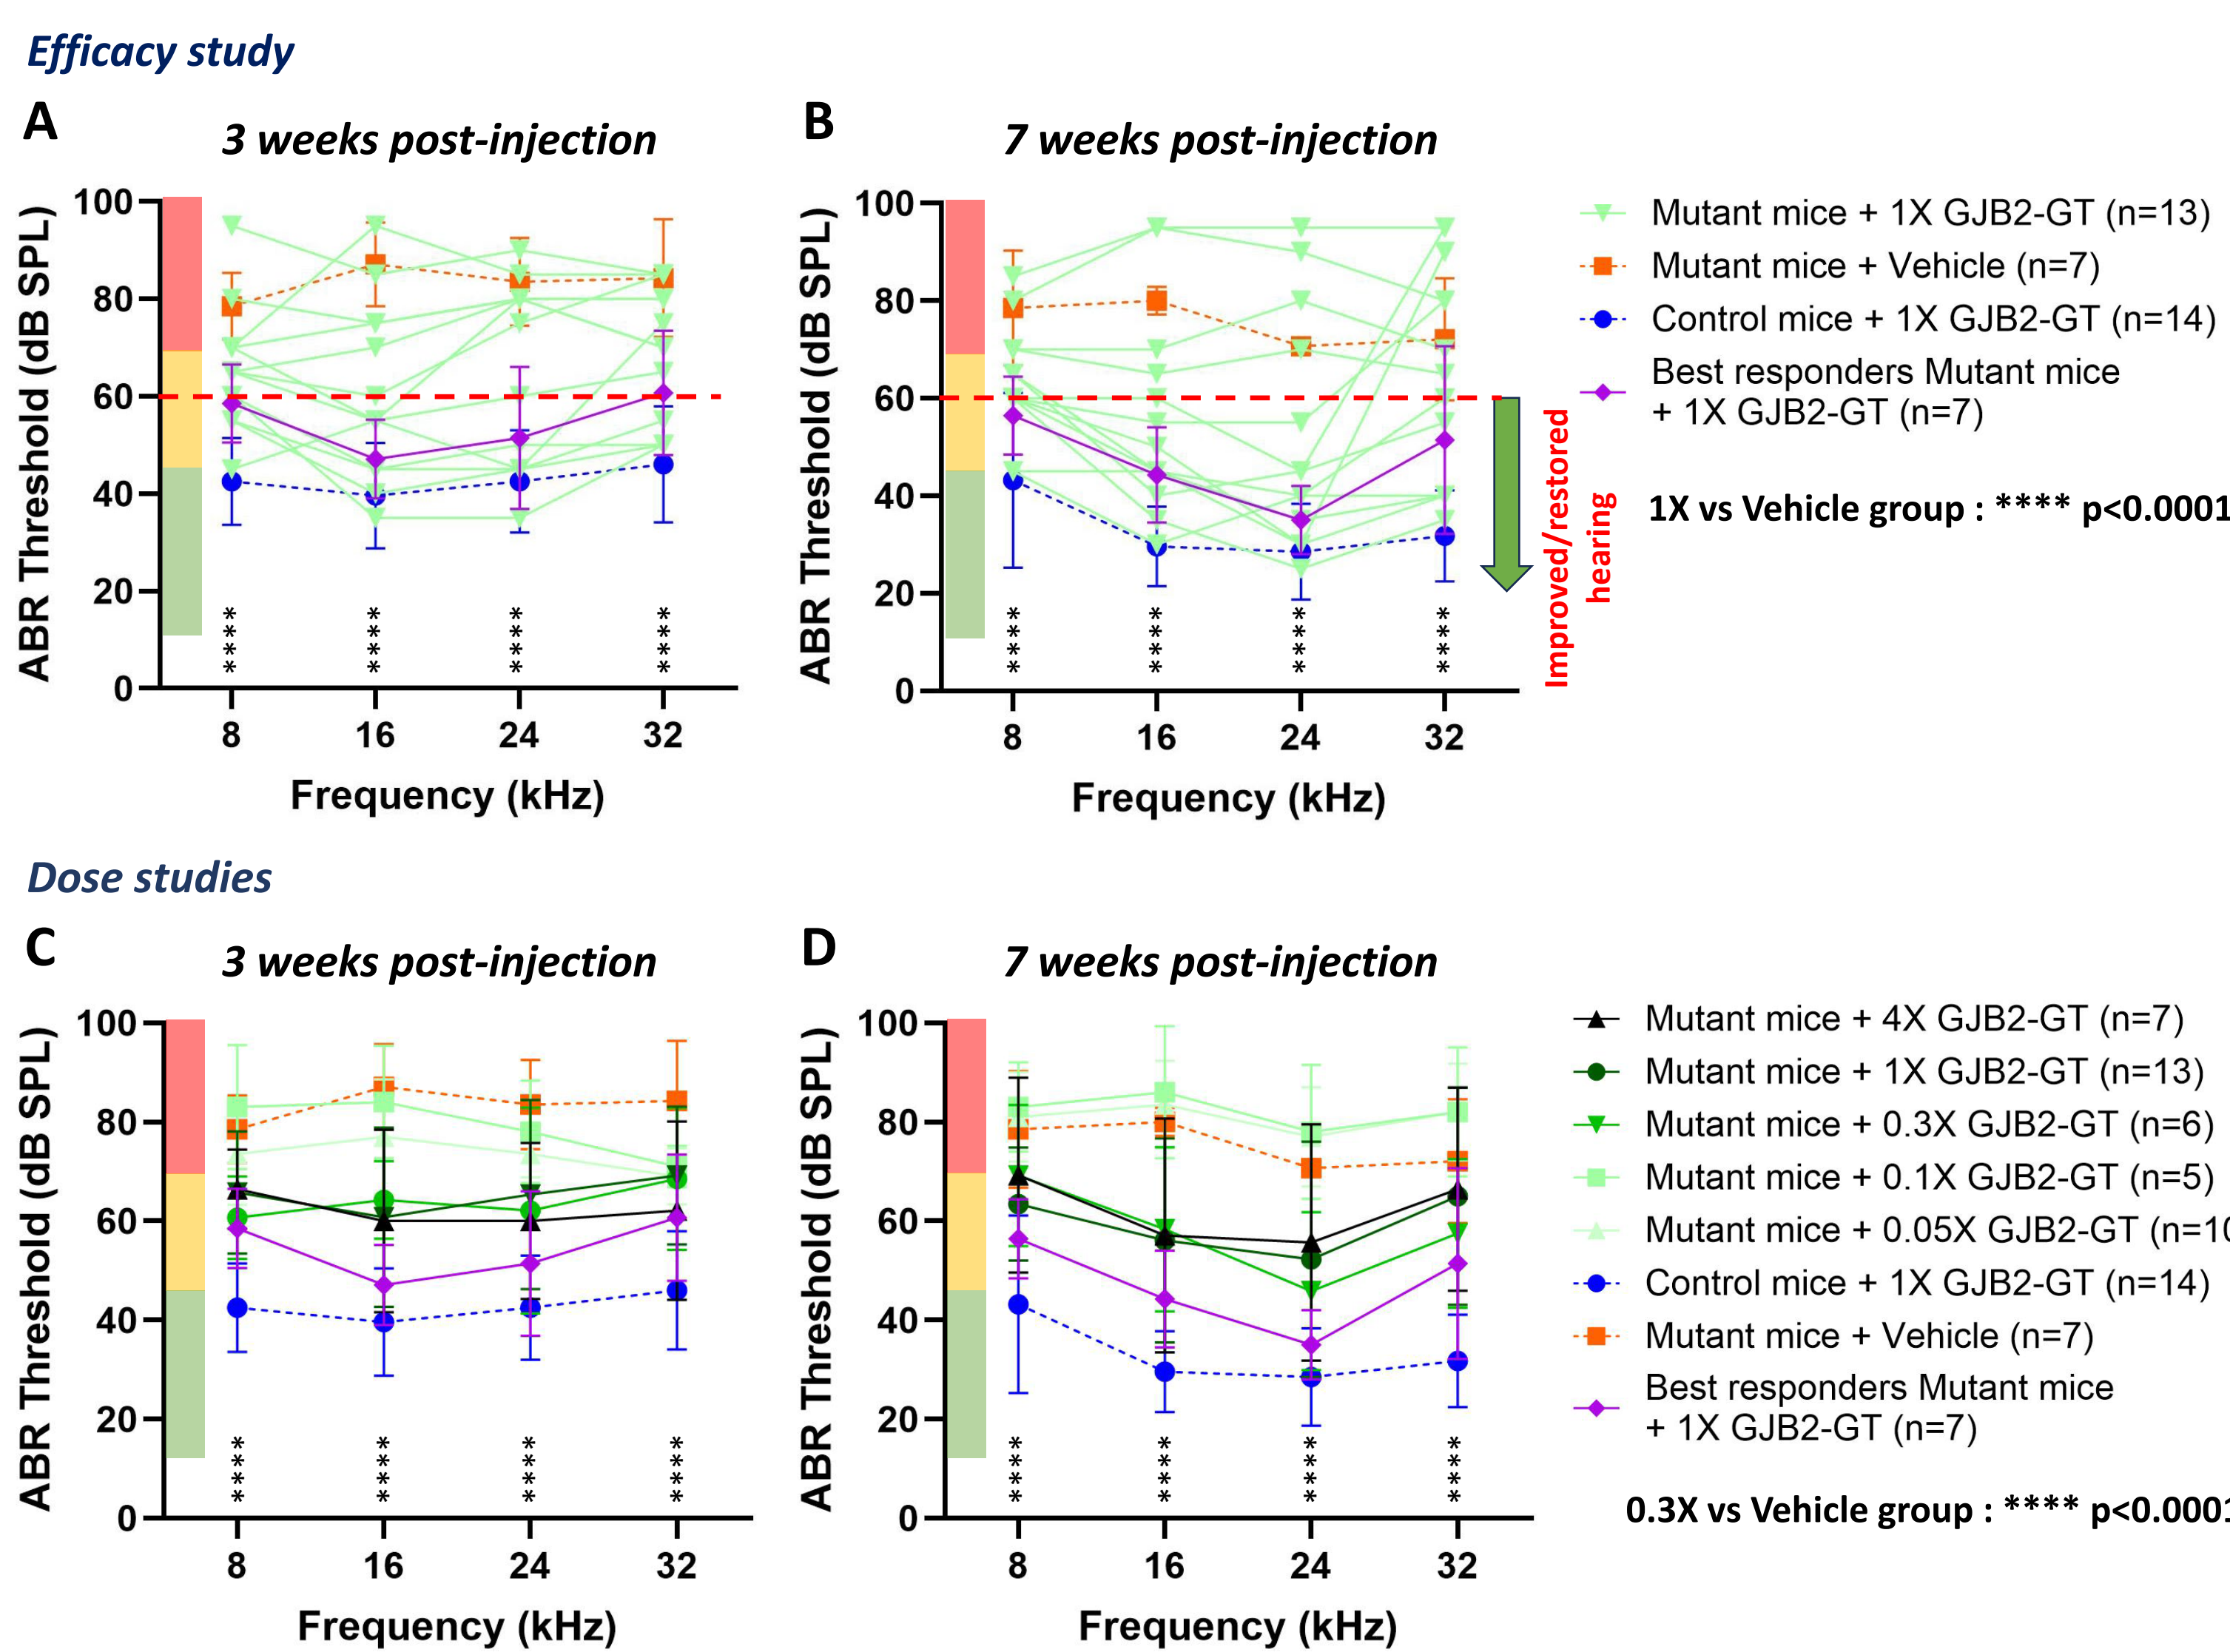 Efficacy study
A
3 weeks post-injection
ABR Threshold (dB SPL)
100
80
60
40
20
0
****
****
****
****
8
16
24
32
Frequency (kHz)
B
7 weeks post-injection
ABR Threshold (dB SPL)
100
80
60
40
20
0
****
****
****
****
8
16
24
32
Frequency (kHz)
Improved/restored
hearing
Mutant mice + 1X GJB2-GT (n=13)
Mutant mice + Vehicle (n=7)
Control mice + 1X GJB2-GT (n=14)
Best responders Mutant mice
+ 1X GJB2-GT (n=7)
1X vs Vehicle group : **** p<0.0001
Dose studies
C
3 weeks post-injection
ABR Threshold (dB SPL)
100
80
60
40
20
0
****
****
****
****
8
16
24
32
Frequency (kHz)
D
7 weeks post-injection
ABR Threshold (dB SPL)
100
80
60
40
20
0
****
****
****
****
8
16
24
32
Frequency (kHz)
Mutant mice + 4X GJB2-GT (n=7)
Mutant mice + 1X GJB2-GT (n=13)
Mutant mice + 0.3X GJB2-GT (n=6)
Mutant mice + 0.1X GJB2-GT (n=5)
Mutant mice + 0.05X GJB2-GT (n=10
Control mice + 1X GJB2-GT (n=14)
Mutant mice + Vehicle (n=7)
Best responders Mutant mice
+ 1X GJB2-GT (n=7)
0.3X vs Vehicle group : **** p<0.0001